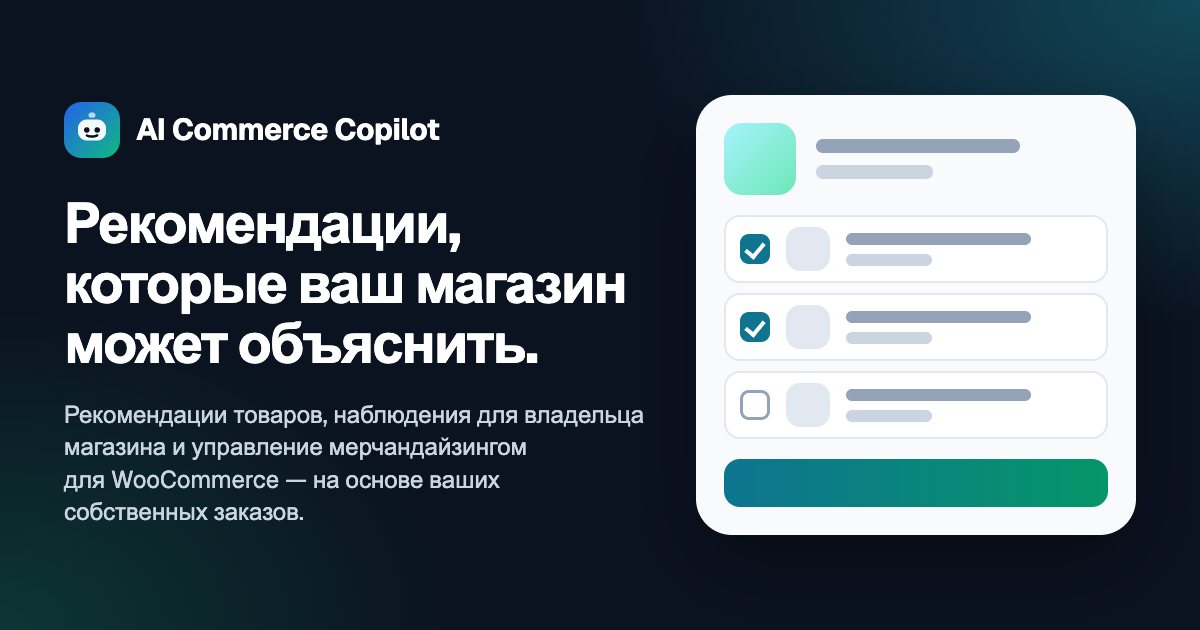 AI Commerce Copilot
Рекомендации,
которые ваш магазин
может объяснить.
Рекомендации товаров, наблюдения для владельца
магазина и управление мерчандайзингом
для WooCommerce — на основе ваших
собственных заказов.